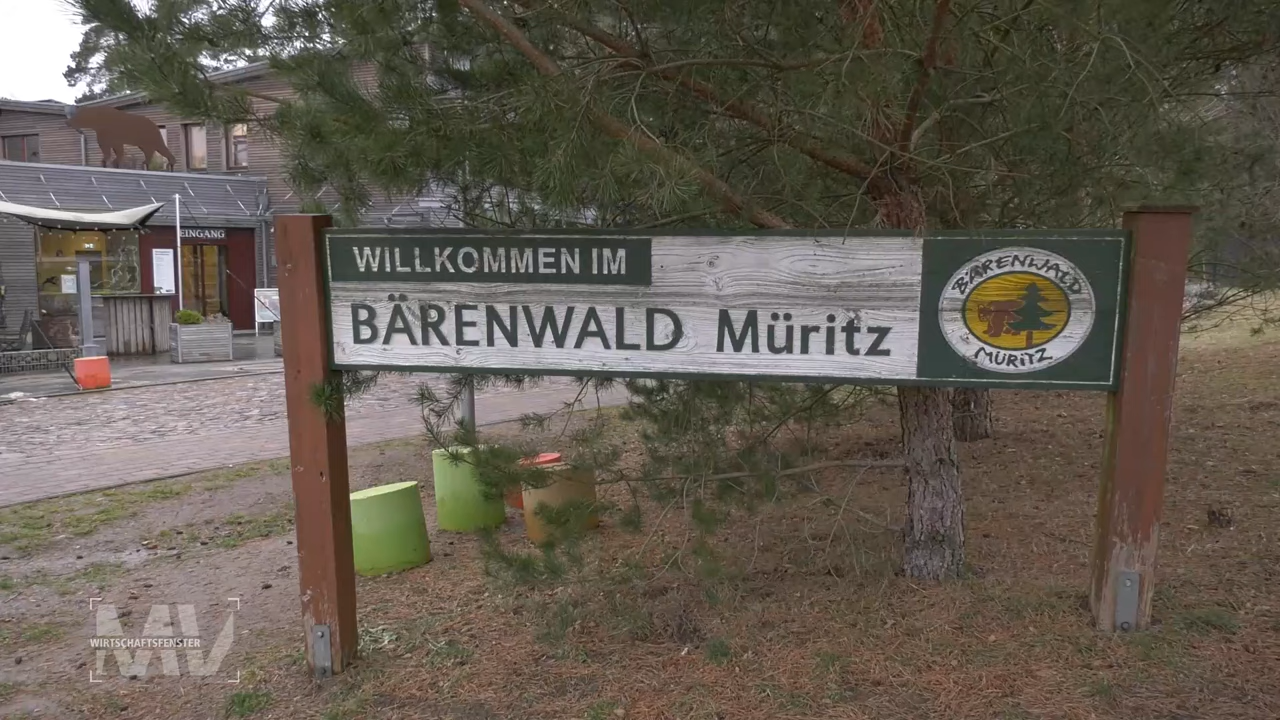 EINGANG
WILLKOMMEN IM
BÄRENWALD Müritz
BÄRENWALD
MÜRITZ
MV
WIRTSCHAFTSFENSTER